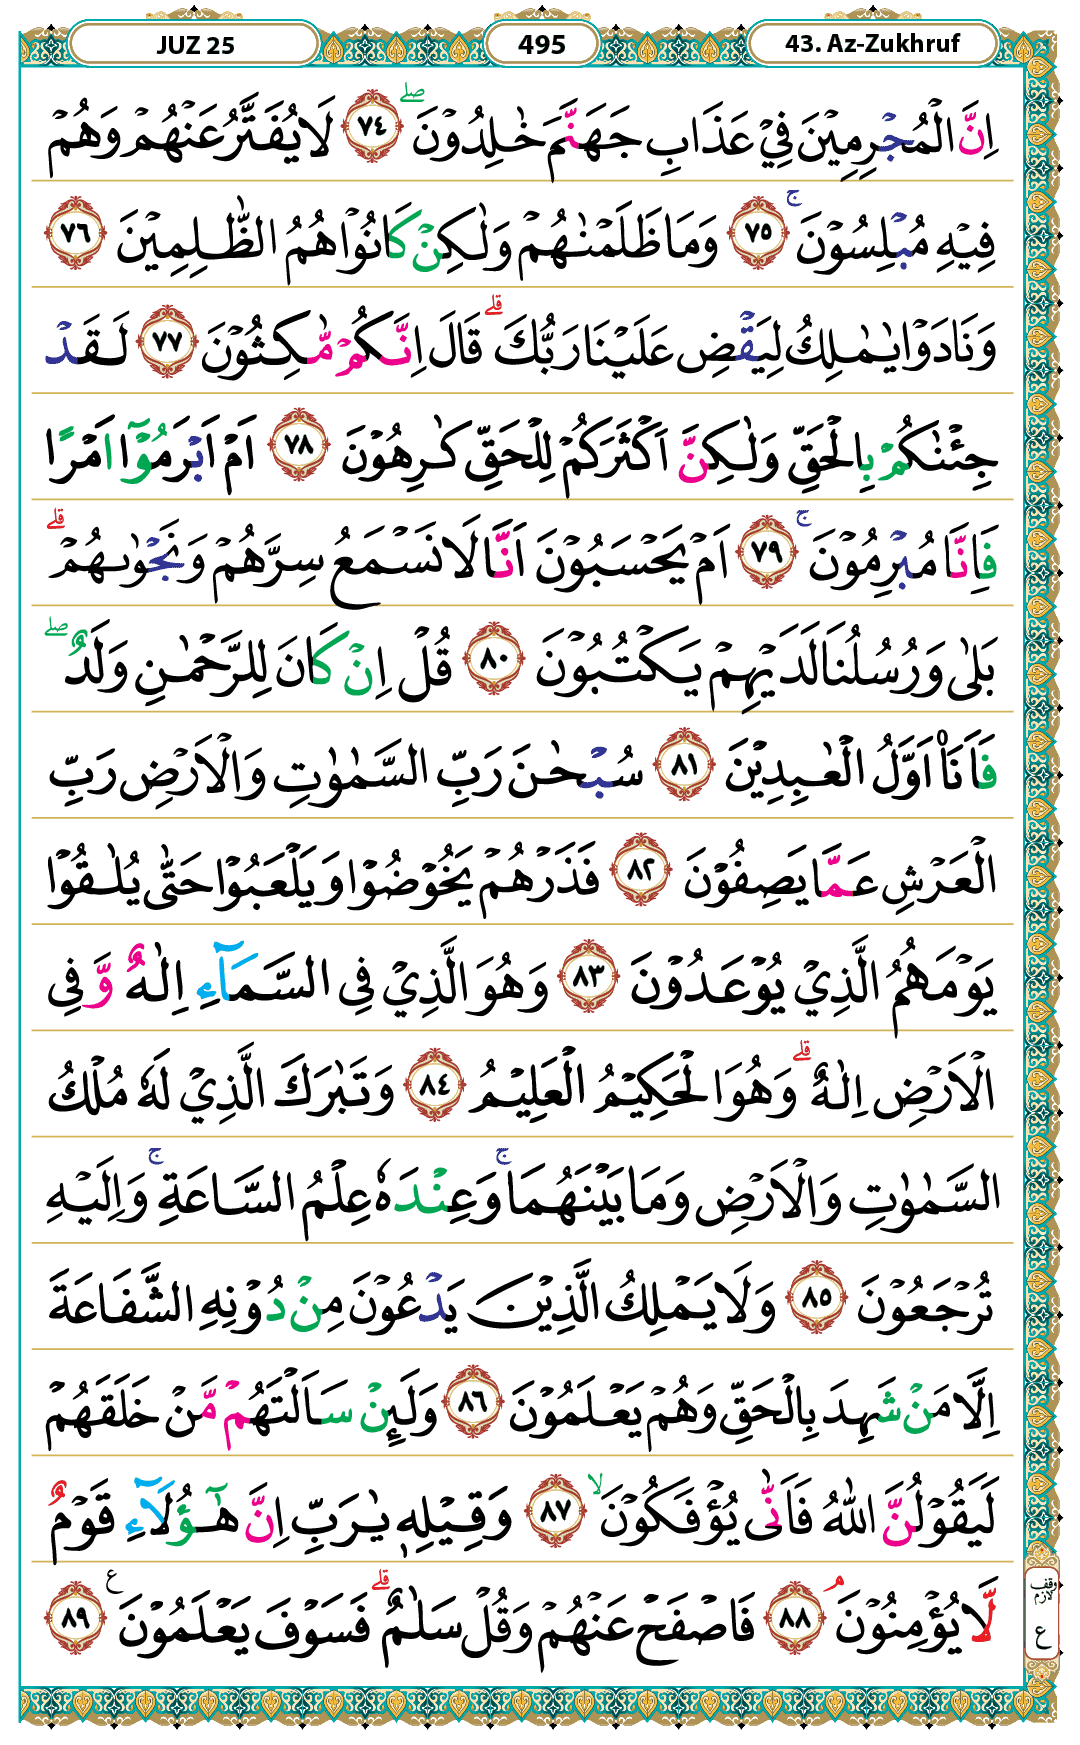 JUZ 25
495
43. Az-Zukhruf
اِنَّ الْمُجْرِمِيْنَ فِيْ عَذَابِ جَهَنَّمَ خٰلِدُوْنَ ۖ ٧٤ لَا يُفَتَّرُ عَنْهُمْ وَهُمْ
فِيْهِ مُبْلِسُوْنَ ۚ ٧٥ وَمَا ظَلَمْنٰهُمْ وَلٰكِنْ كَانُوْا هُمُ الظّٰلِمِيْنَ ٧٦
وَنَادَوْا يٰمٰلِكُ لِيَقْضِ عَلَيْنَا رَبُّكَ ۗ قَالَ اِنَّكُمْ مّٰكِثُوْنَ ٧٧ لَقَدْ
جِئْنٰكُمْ بِالْحَقِّ وَلٰكِنَّ اَكْثَرَكُمْ لِلْحَقِّ كٰرِهُوْنَ ٧٨ اَمْ اَبْرَمُوْٓا اَمْرًا
فَاِنَّا مُبْرِمُوْنَ ۚ ٧٩ اَمْ يَحْسَبُوْنَ اَنَّا لَا نَسْمَعُ سِرَّهُمْ وَنَجْوٰىهُمْ ۗ
بَلٰى وَرُسُلُنَا لَدَيْهِمْ يَكْتُبُوْنَ ٨٠ قُلْ اِنْ كَانَ لِلرَّحْمٰنِ وَلَدٌ ۖ
فَاَنَا۠ اَوَّلُ الْعٰبِدِيْنَ ٨١ سُبْحٰنَ رَبِّ السَّمٰوٰتِ وَالْاَرْضِ رَبِّ
الْعَرْشِ عَمَّا يَصِفُوْنَ ٨٢ فَذَرْهُمْ يَخُوْضُوْا وَيَلْعَبُوْا حَتّٰى يُلٰقُوْا
يَوْمَهُمُ الَّذِيْ يُوْعَدُوْنَ ٨٣ وَهُوَ الَّذِيْ فِى السَّمَاۤءِ اِلٰهٌ وَّفِى
الْاَرْضِ اِلٰهٌ ۗ وَهُوَ الْحَكِيْمُ الْعَلِيْمُ ٨٤ وَتَبٰرَكَ الَّذِيْ لَهٗ مُلْكُ
السَّمٰوٰتِ وَالْاَرْضِ وَمَا بَيْنَهُمَا ۚ وَعِنْدَهٗ عِلْمُ السَّاعَةِ ۚ وَاِلَيْهِ
تُرْجَعُوْنَ ٨٥ وَلَا يَمْلِكُ الَّذِيْنَ يَدْعُوْنَ مِنْ دُوْنِهِ الشَّفَاعَةَ
اِلَّا مَنْ شَهِدَ بِالْحَقِّ وَهُمْ يَعْلَمُوْنَ ٨٦ وَلَىِٕنْ سَاَلْتَهُمْ مَّنْ خَلَقَهُمْ
لَيَقُوْلُنَّ اللّٰهُ فَاَنّٰى يُؤْفَكُوْنَ ۙ ٨٧ وَقِيْلِهٖ يٰرَبِّ اِنَّ هٰٓؤُلَاۤءِ قَوْمٌ
لَّا يُؤْمِنُوْنَ ۘ ٨٨ فَاصْفَحْ عَنْهُمْ وَقُلْ سَلٰمٌ ۗ فَسَوْفَ يَعْلَمُوْنَ ࣖ ٨٩
وقف
لازم
ع